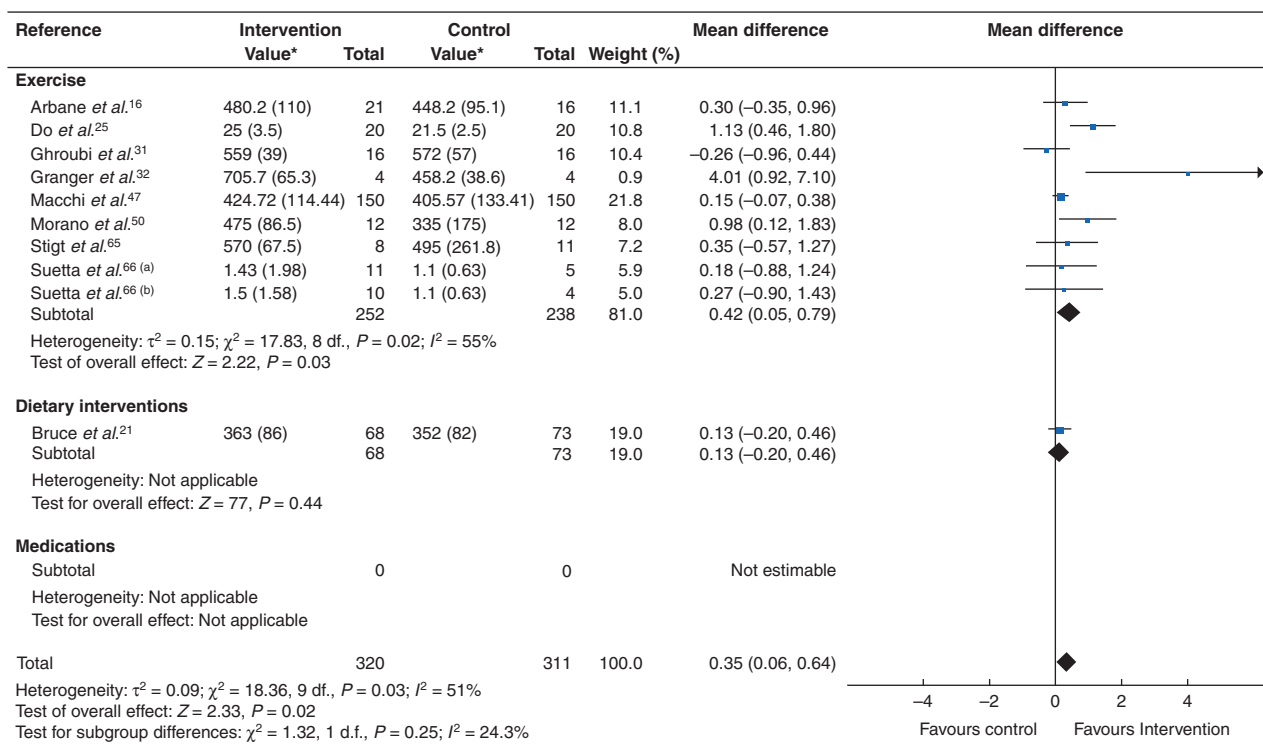 Reference Intervention Control Mean difference Mean difference
Value* Total Value* Total Weight (%)
Exercise
Arbane et al.16 480.2 (110) 21 448.2 (95.1) 16 11.1 0.30 (–0.35, 0.96)
Do et al.25 25 (3.5) 20 21.5 (2.5) 20 10.8 1.13 (0.46, 1.80)
Ghroubi et al.31 559 (39) 16 572 (57) 16 10.4 –0.26 (–0.96, 0.44)
Granger et al.32 705.7 (65.3) 4 458.2 (38.6) 4 0.9 4.01 (0.92, 7.10)
Macchi et al.47 424.72 (114.44) 150 405.57 (133.41) 150 21.8 0.15 (–0.07, 0.38)
Morano et al.50 475 (86.5) 12 335 (175) 12 8.0 0.98 (0.12, 1.83)
Stigt et al.65 570 (67.5) 8 495 (261.8) 11 7.2 0.35 (–0.57, 1.27)
Suetta et al.66 (a) 1.43 (1.98) 11 1.1 (0.63) 5 5.9 0.18 (–0.88, 1.24)
Suetta et al.66 (b) 1.5 (1.58) 10 1.1 (0.63) 4 5.0 0.27 (–0.90, 1.43)
Subtotal 252 238 81.0 0.42 (0.05, 0.79)
Heterogeneity: τ2 = 0.15; χ2 = 17.83, 8 df., P = 0.02; I2 = 55%
Test of overall effect: Z = 2.22, P = 0.03
Dietary interventions
Bruce et al.21 363 (86) 68 352 (82) 73 19.0 0.13 (–0.20, 0.46)
Subtotal 68 73 19.0 0.13 (–0.20, 0.46)
Heterogeneity: Not applicable
Test for overall effect: Z = 77, P = 0.44
Medications
Subtotal 0 0 Not estimable
Heterogeneity: Not applicable
Test for overall effect: Not applicable
Total 320 311 100.0 0.35 (0.06, 0.64)
Heterogeneity: τ2 = 0.09; χ2 = 18.36, 9 df., P = 0.03; I2 = 51%
Test of overall effect: Z = 2.33, P = 0.02
Test for subgroup differences: χ2 = 1.32, 1 d.f., P = 0.25; I2 = 24.3%
–4 –2 0 2 4
Favours control Favours Intervention